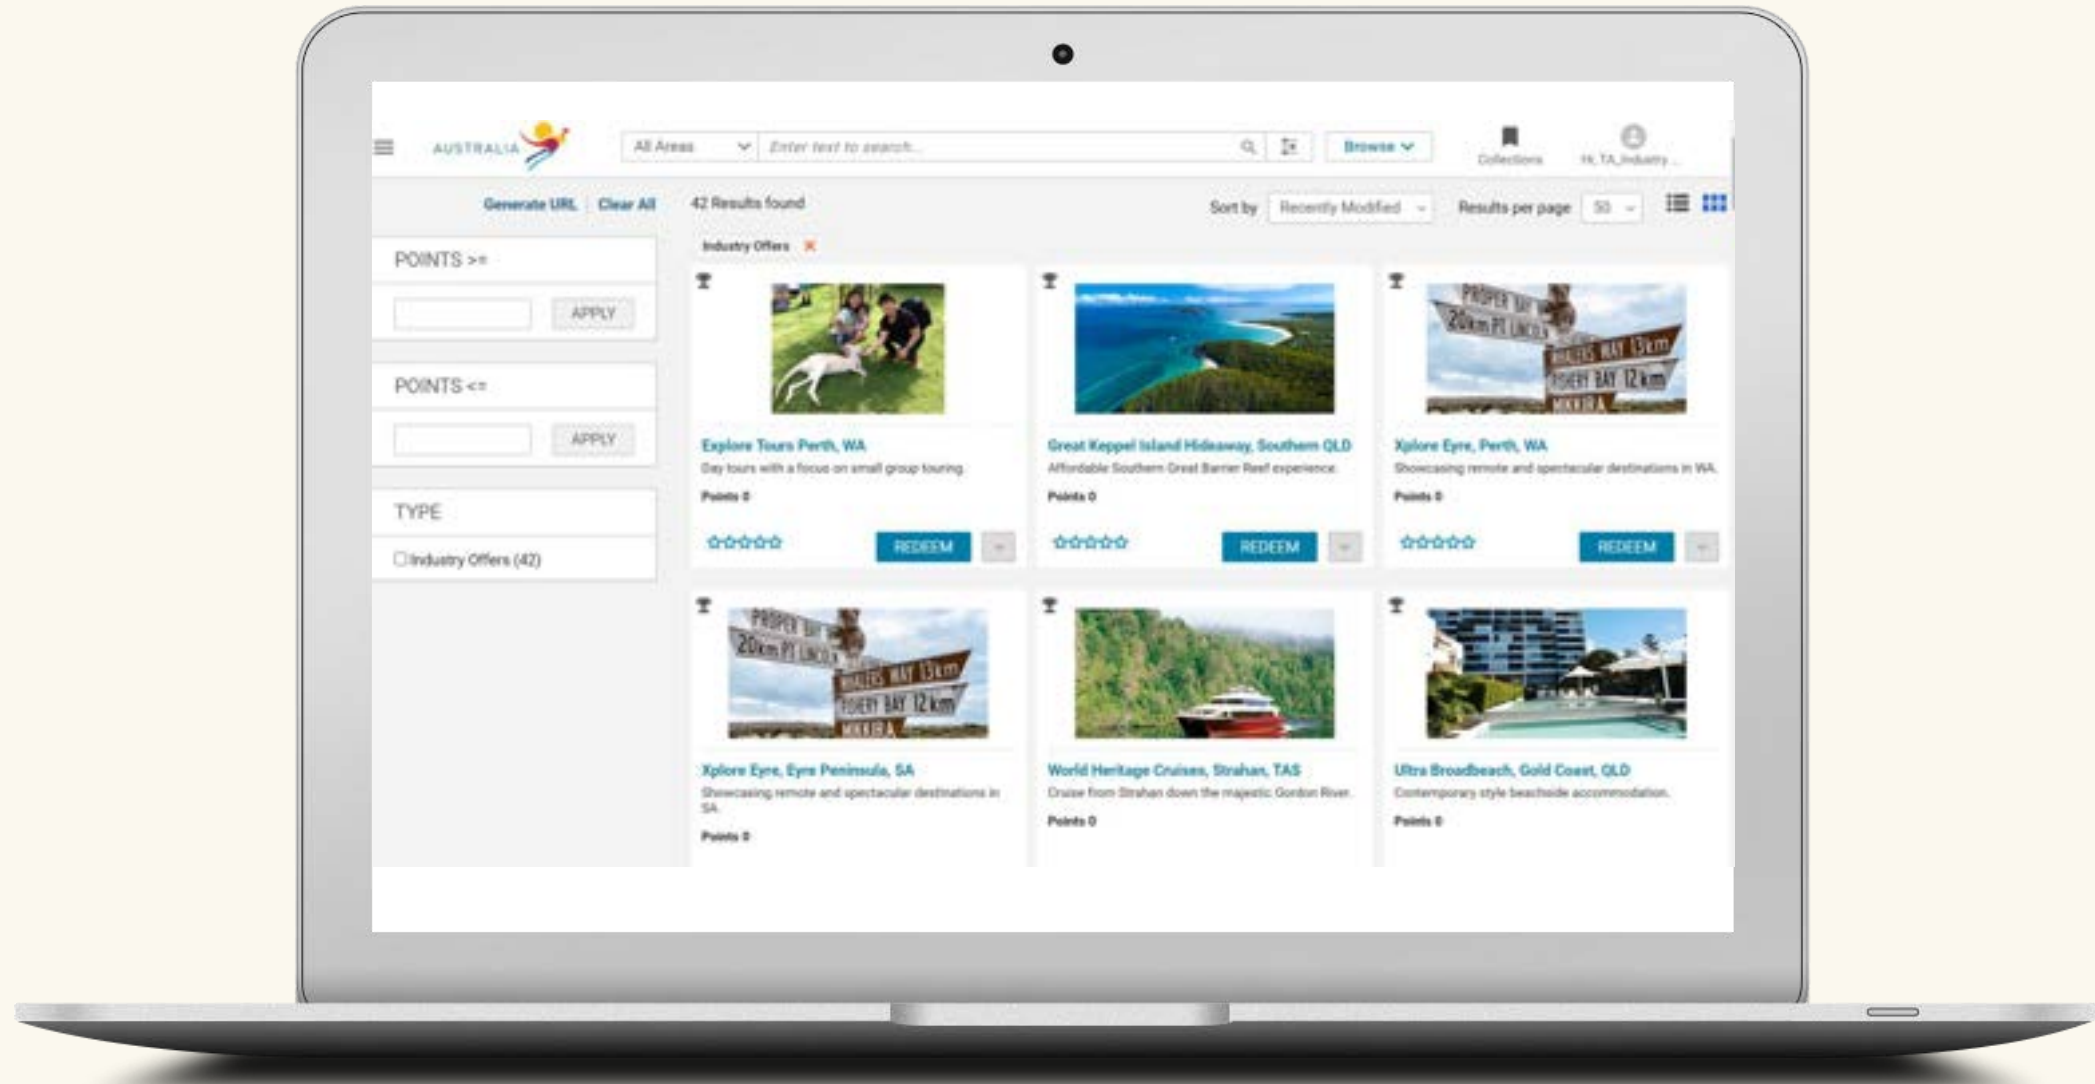 AUSTRALIA
All Areas
Enter text to search...
Browse
Collections
Hi, TA_Industry ...
Generate URL | Clear All
42 Results found
Sort by Recently Modified
Results per page 50
Industry Offers
POINTS >=
APPLY
POINTS <=
APPLY
TYPE
Industry Offers (42)
PROPER BAY
20km PT LINCOLN
WHALERS WAY 13km
FISHERY BAY 12km
MIKKIRA
Explore Tours Perth, WA
Day tours with a focus on small group touring.
Points 0
REDEEM
Great Keppel Island Hideaway, Southern QLD
Affordable Southern Great Barrier Reef experience.
Points 0
REDEEM
Xplore Eyre, Perth, WA
Showcasing remote and spectacular destinations in WA.
Points 0
REDEEM
PROPER BAY
20km PT LINCOLN
WHALERS WAY 13km
FISHERY BAY 12km
MIKKIRA
Xplore Eyre, Eyre Peninsula, SA
Showcasing remote and spectacular destinations in
SA.
Points 0
World Heritage Cruises, Strahan, TAS
Cruise from Strahan down the majestic Gordon River.
Points 0
Ultra Broadbeach, Gold Coast, QLD
Contemporary style beachside accommodation.
Points 0